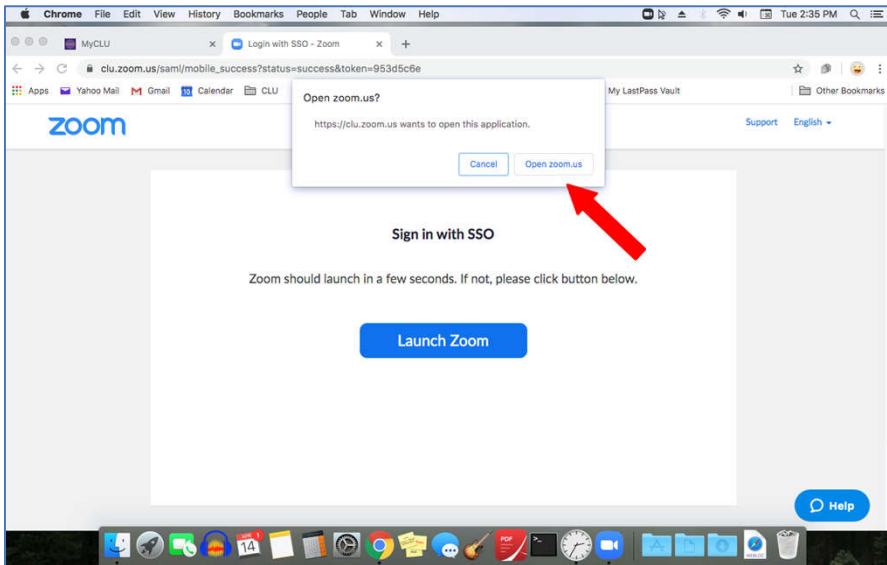 Chrome File Edit View History Bookmarks People Tab Window Help Tue 2:35 PM
MyCLU Login with SSO - Zoom
clu.zoom.us/saml/mobile_success?status=success&token=953d5c6e
Apps Yahoo Mail Gmail Calendar CLU My LastPass Vault Other Bookmarks
Open zoom.us?
https://clu.zoom.us wants to open this application.
Cancel Open zoom.us
zoom Support English
Sign in with SSO
Zoom should launch in a few seconds. If not, please click button below.
Launch Zoom
Help
14
PDF